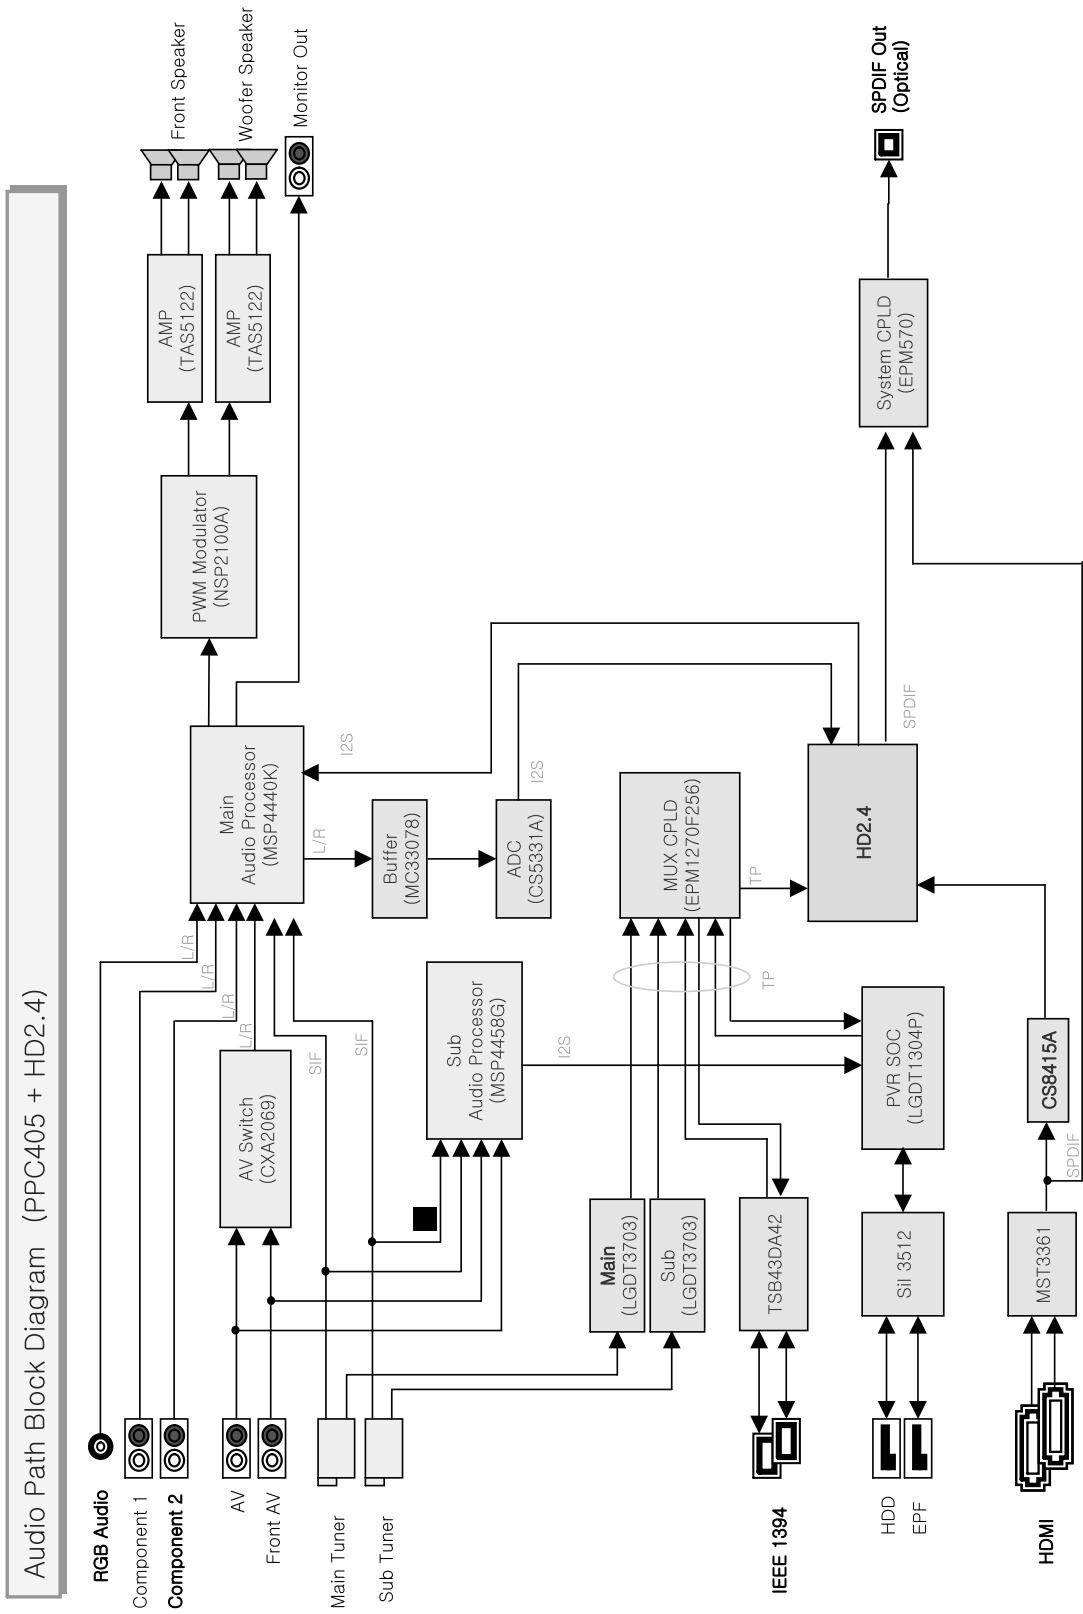 Audio Path Block Diagram (PPC405 + HD2.4)
RGB Audio
Component 1
Component 2
AV
Front AV
Main Tuner
Sub Tuner
IEEE 1394
HDD
EPF
HDMI
AV Switch
(CXA2069)
L/R
L/R
L/R
L/R
SIF
SIF
Main
Audio Processor
(MSP4440K)
PWM Modulator
(NSP2100A)
AMP
(TAS5122)
AMP
(TAS5122)
Front Speaker
Woofer Speaker
Monitor Out
L/R
I2S
Buffer
(MC33078)
ADC
(CS5331A)
I2S
Sub
Audio Processor
(MSP4458G)
I2S
Main
(LGDT3703)
Sub
(LGDT3703)
TSB43DA42
TP
MUX CPLD
(EPM1270F256)
TP
HD2.4
SPDIF
System CPLD
(EPM570)
SPDIF Out
(Optical)
Sil 3512
PVR SOC
(LGDT1304P)
MST3361
SPDIF
CS8415A